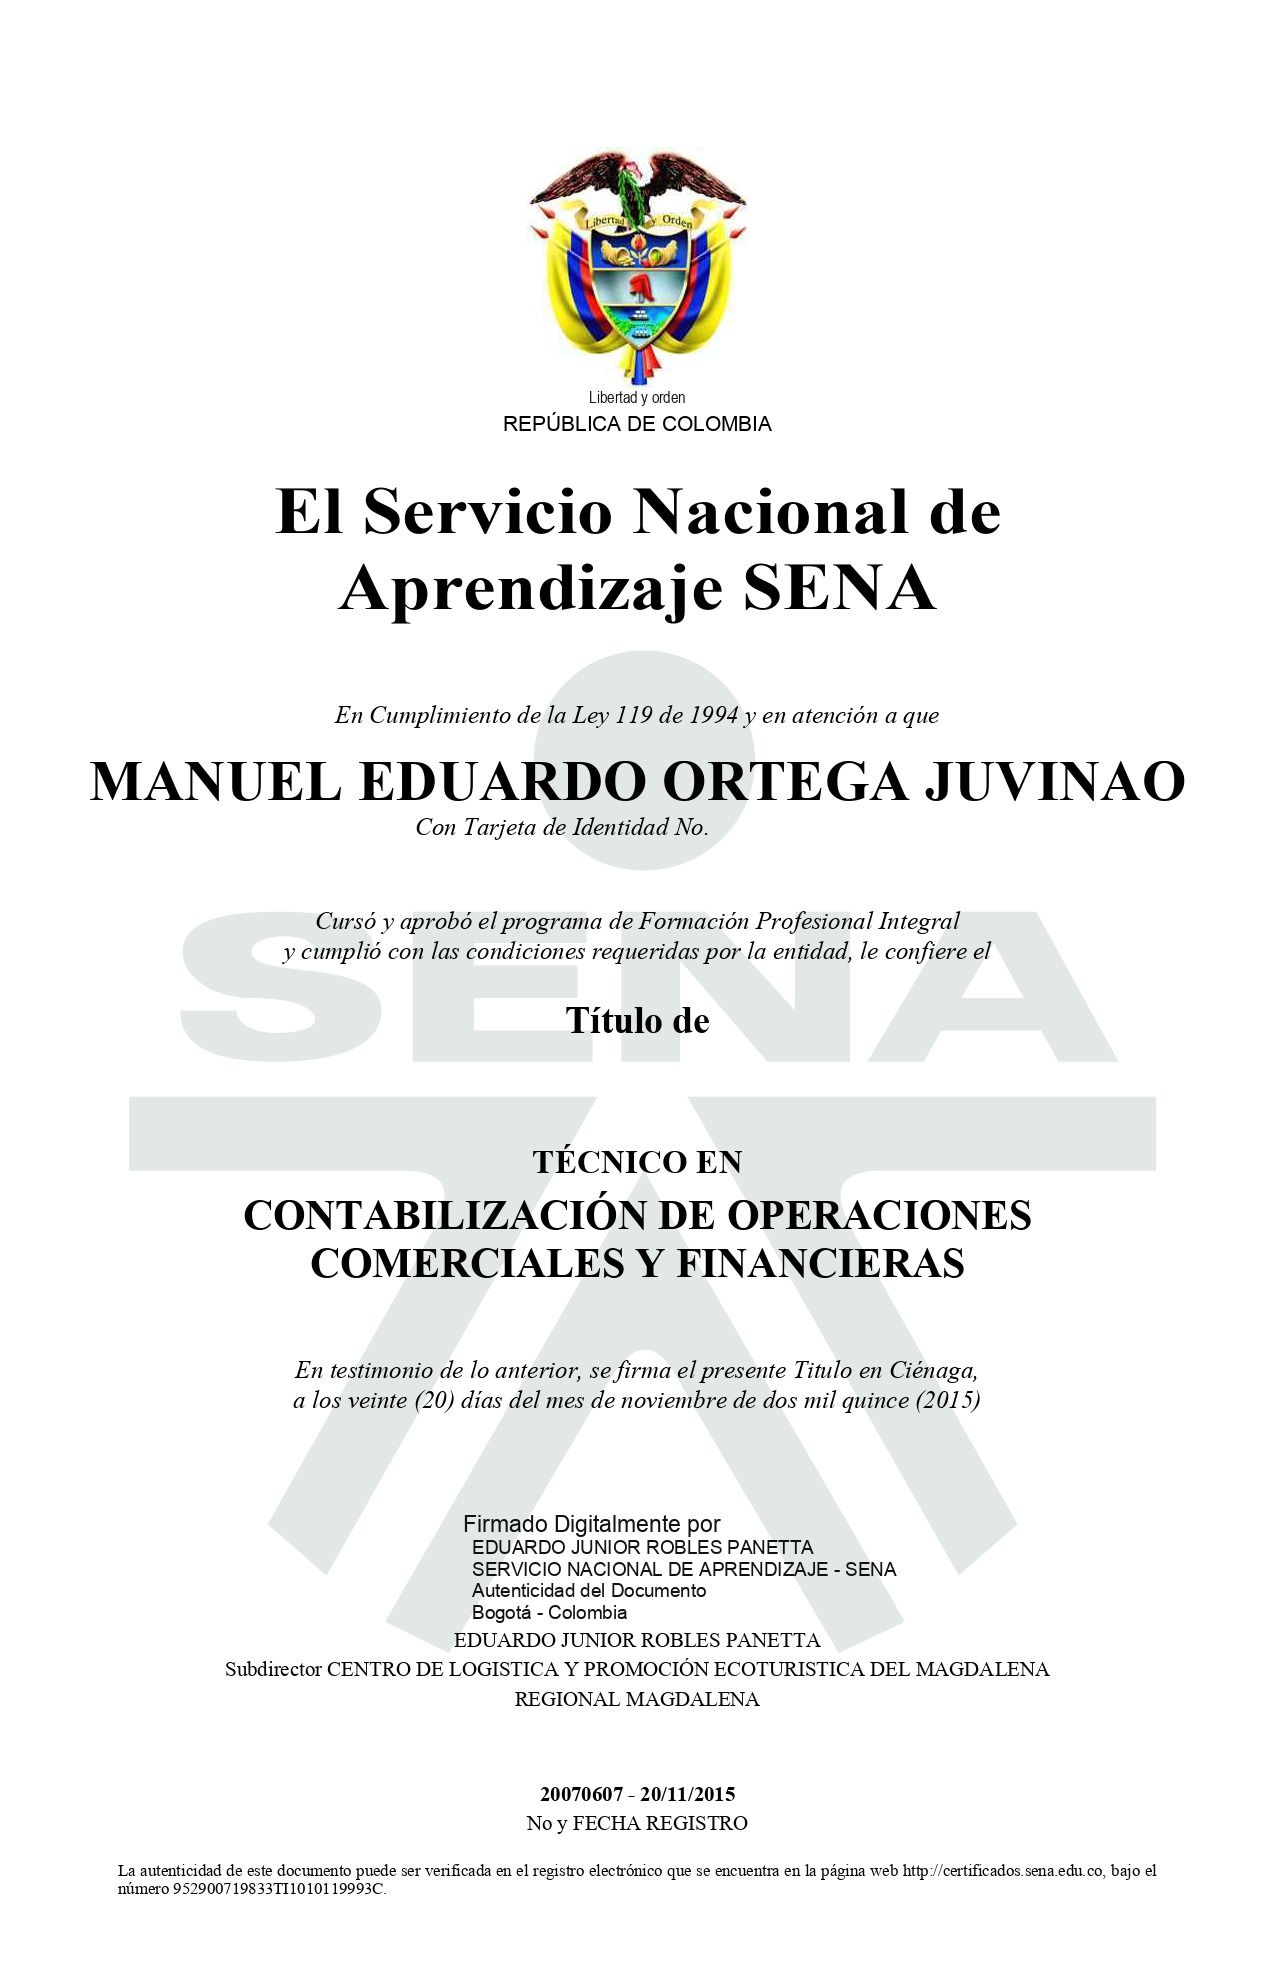 Libertad y Orden
Libertad y orden
REPÚBLICA DE COLOMBIA
El Servicio Nacional de
Aprendizaje SENA
En Cumplimiento de la Ley 119 de 1994 y en atención a que
MANUEL EDUARDO ORTEGA JUVINAO
Con Tarjeta de Identidad No.
Cursó y aprobó el programa de Formación Profesional Integral
y cumplió con las condiciones requeridas por la entidad, le confiere el
SENA
Título de
TÉCNICO EN
CONTABILIZACIÓN DE OPERACIONES
COMERCIALES Y FINANCIERAS
En testimonio de lo anterior, se firma el presente Titulo en Ciénaga,
a los veinte (20) días del mes de noviembre de dos mil quince (2015)
Firmado Digitalmente por
EDUARDO JUNIOR ROBLES PANETTA
SERVICIO NACIONAL DE APRENDIZAJE - SENA
Autenticidad del Documento
Bogotá - Colombia
EDUARDO JUNIOR ROBLES PANETTA
Subdirector CENTRO DE LOGISTICA Y PROMOCIÓN ECOTURISTICA DEL MAGDALENA
REGIONAL MAGDALENA
20070607 - 20/11/2015
No y FECHA REGISTRO
La autenticidad de este documento puede ser verificada en el registro electrónico que se encuentra en la página web http://certificados.sena.edu.co, bajo el
número 952900719833TI1010119993C.